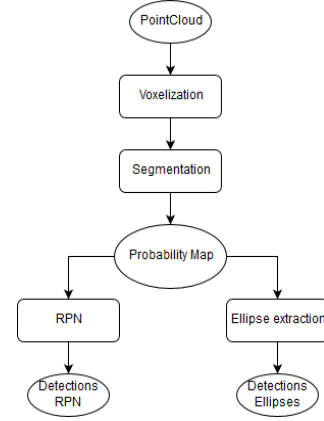 PointCloud
Voxelization
Segmentation
Probability Map
RPN
Ellipse extraction
Detections
RPN
Detections
Ellipses